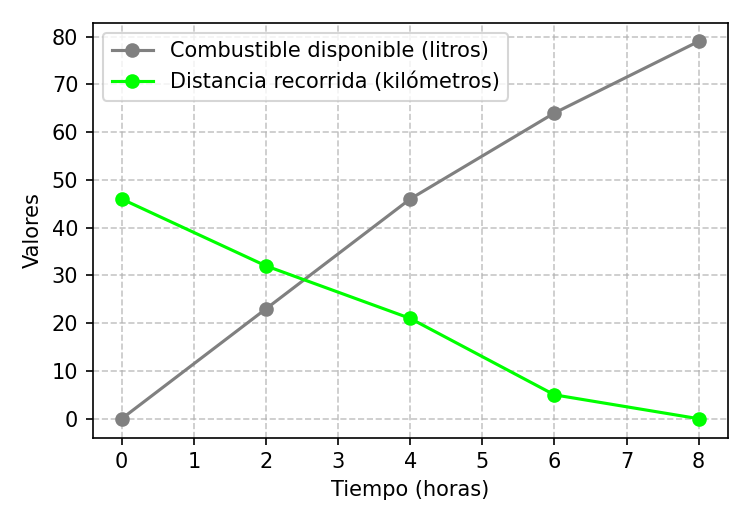 80
70
60
50
40
30
20
10
0
Valores
Combustible disponible (litros)
Distancia recorrida (kilómetros)
0 1 2 3 4 5 6 7 8
Tiempo (horas)